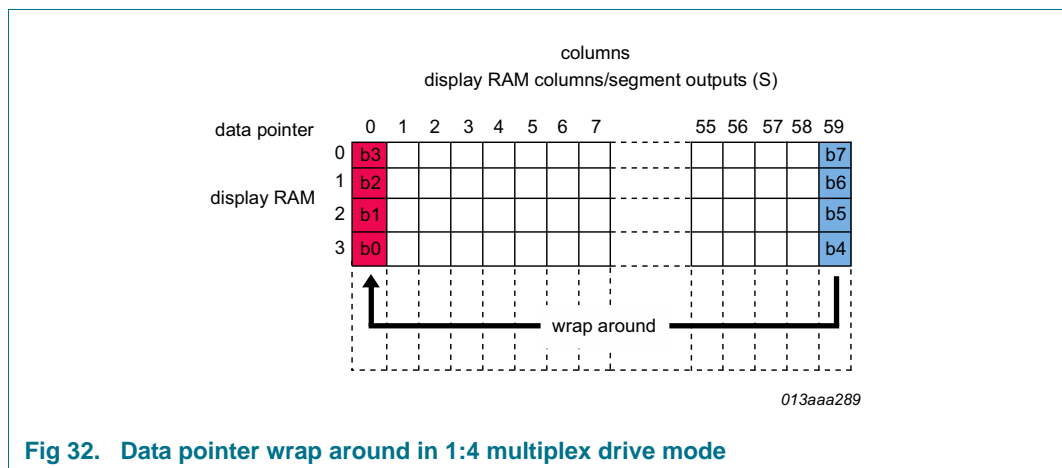 columns
display RAM columns/segment outputs (S)
data pointer 0 1 2 3 4 5 6 7 55 56 57 58 59
0 b3 b7
1 b2 b6
display RAM
2 b1 b5
3 b0 b4
wrap around
013aaa289
Fig 32. Data pointer wrap around in 1:4 multiplex drive mode